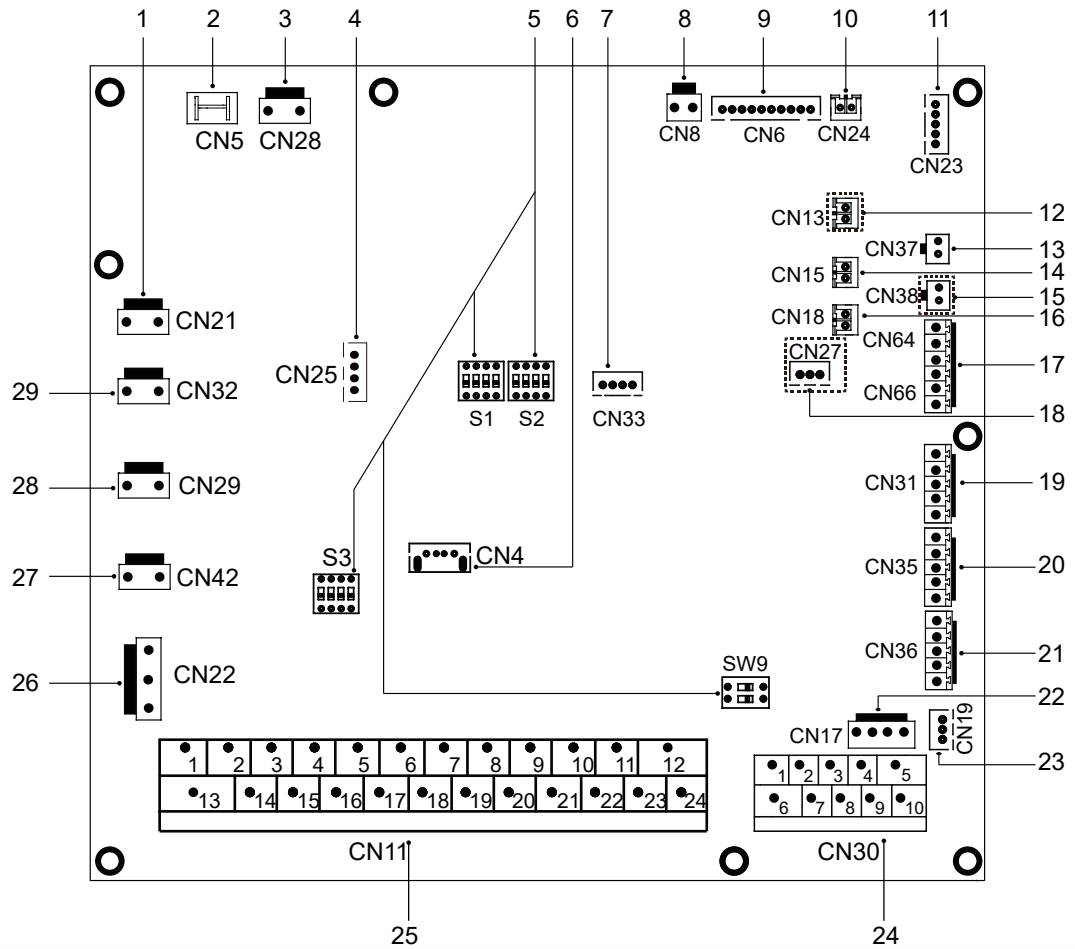 1 2 3 4 5 6 7 8 9 10 11
CN5 CN28 CN8 CN6 CN24 CN23
CN13 12
CN37 13
CN15 14
CN38 15
CN18 16
CN21
CN64
CN27
17
CN25
29 CN32
CN66
S1 S2 CN33
18
28 CN29
CN31 19
S3 CN4
27 CN42
CN35 20
CN36 21
26 CN22
SW9
22
CN17 CN19
23
1 2 3 4 5 6 7 8 9 10 11 12
13 14 15 16 17 18 19 20 21 22 23 24
1 2 3 4 5
6 7 8 9 10
CN11 CN30
25 24